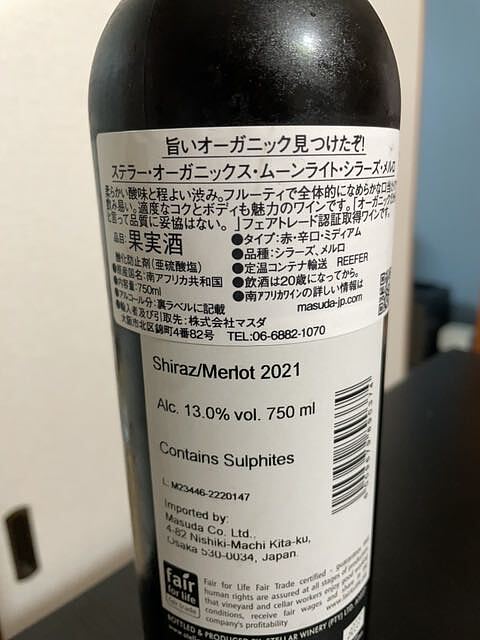 旨いオーガニック見つけたぞ!
ステラー・オーガニックス・ムーンライト・シラーズ・メルロ
柔らかい酸味と程よい渋み。フルーティで全体的になめらかな口当
飲み易い。適度なコクとボディも魅力のワインです。「オーガニック
と言って品質に妥協はない。」フェアトレード認証取得ワインです。
品目:果実酒
酸化防止剤(亜硫酸塩)
●原産国名:南アフリカ共和国
●内容量:750ml
●アルコール分:裏ラベルに記載
●輸入者及び引取先:株式会社マスダ
大阪市北区錦町4番82号 TEL:06-6882-1070
●タイプ:赤・辛口・ミディアム
●品種:シラーズ、メルロ
●定温コンテナ輸送 REEFER
●飲酒は20歳になってから。
●南アフリカワインの詳しい情報は
masuda-jp.com
Shiraz/Merlot 2021
Alc. 13.0% vol. 750 ml
Contains Sulphites
L: M23446-2220147
Imported by:
Masuda Co. Ltd.,
4-82 Nishiki-Machi Kita-ku,
Osaka 530-0034, Japan.
fair
for life
Fair trade
Fair for Life Fair Trade certified - guarantees
human rights are assured at all stages
that vineyard and cellar workers enjoy good
conditions, receive fair wages and
company's profitability
BOTTLED & PRODUCED BY: STELLAR WINERY (PTY) LTD.